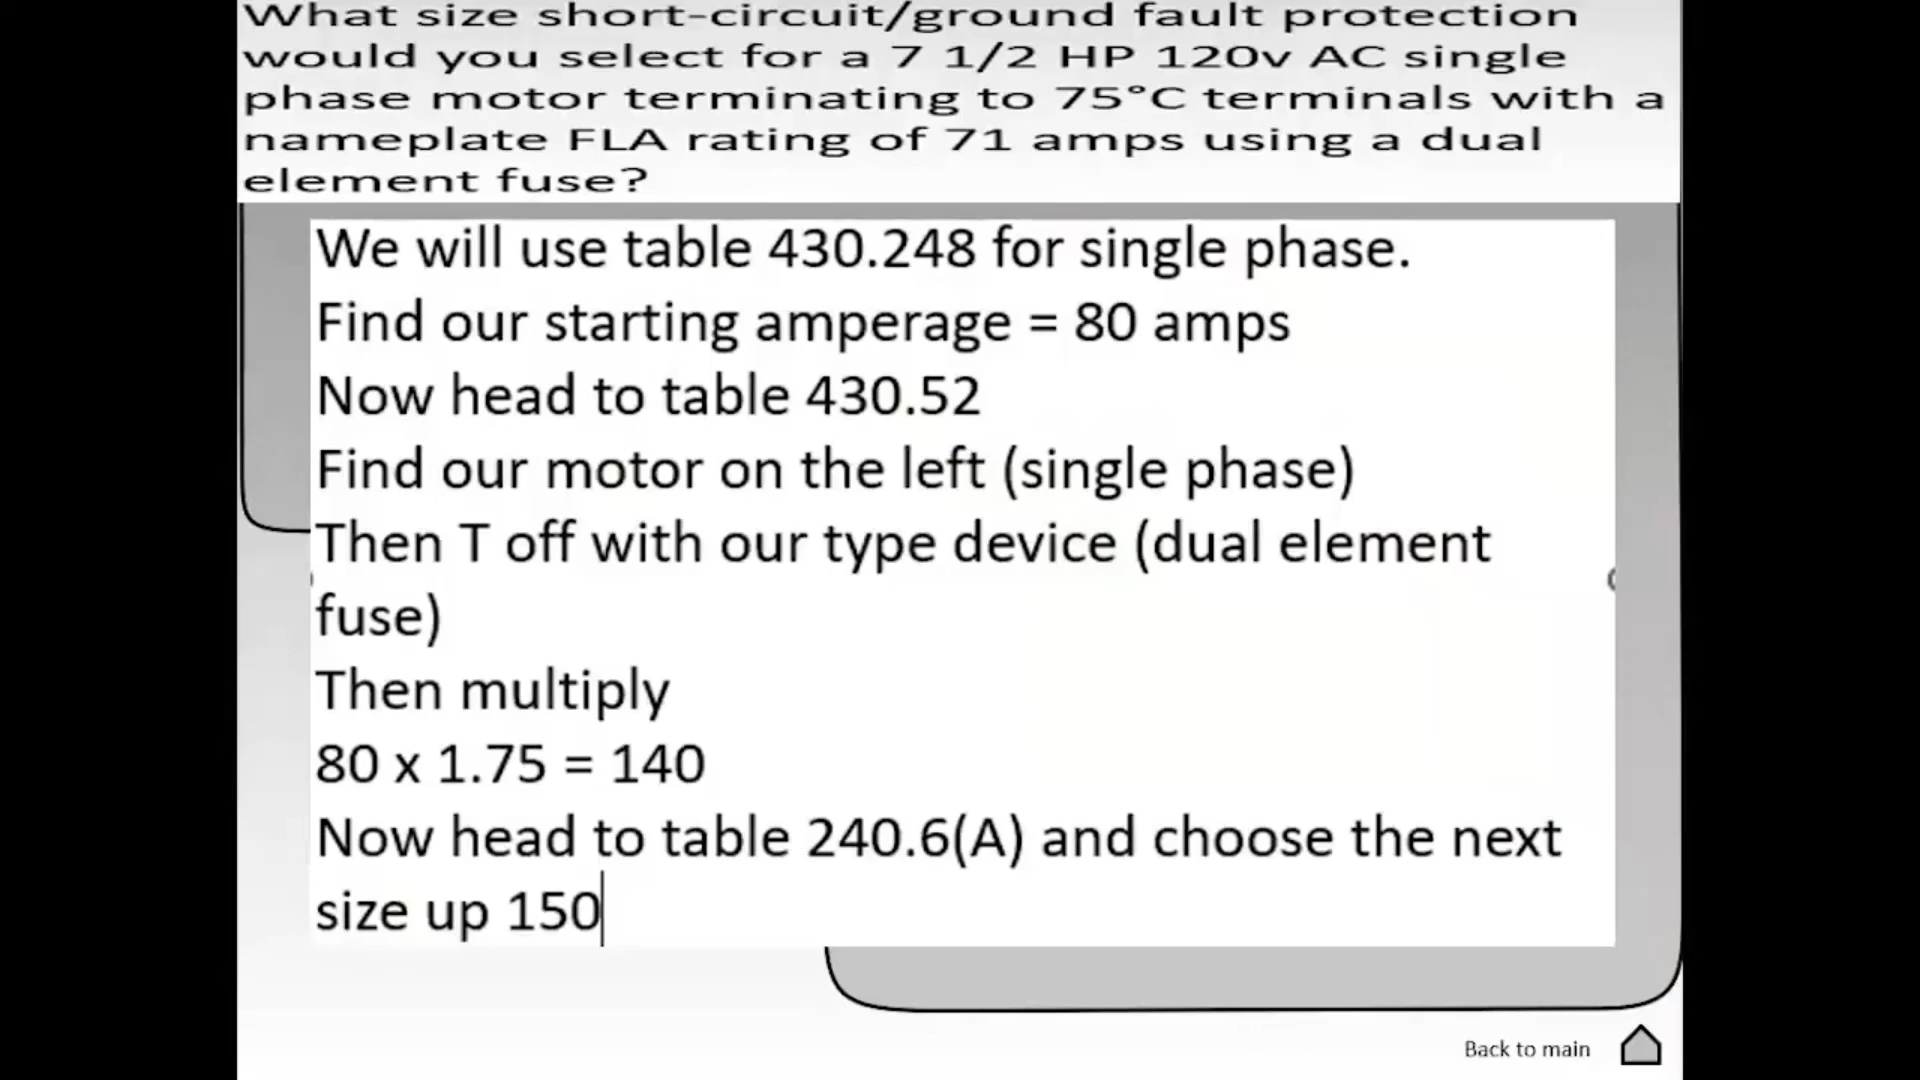 What size short-circuit/ground fault protection
would you select for a 7 1/2 HP 120v AC single
phase motor terminating to 75°C terminals with a
nameplate FLA rating of 71 amps using a dual
element fuse?
We will use table 430.248 for single phase.
Find our starting amperage = 80 amps
Now head to table 430.52
Find our motor on the left (single phase)
Then T off with our type device (dual element
fuse)
Then multiply
80 x 1.75 = 140
Now head to table 240.6(A) and choose the next
size up 150
Back to main